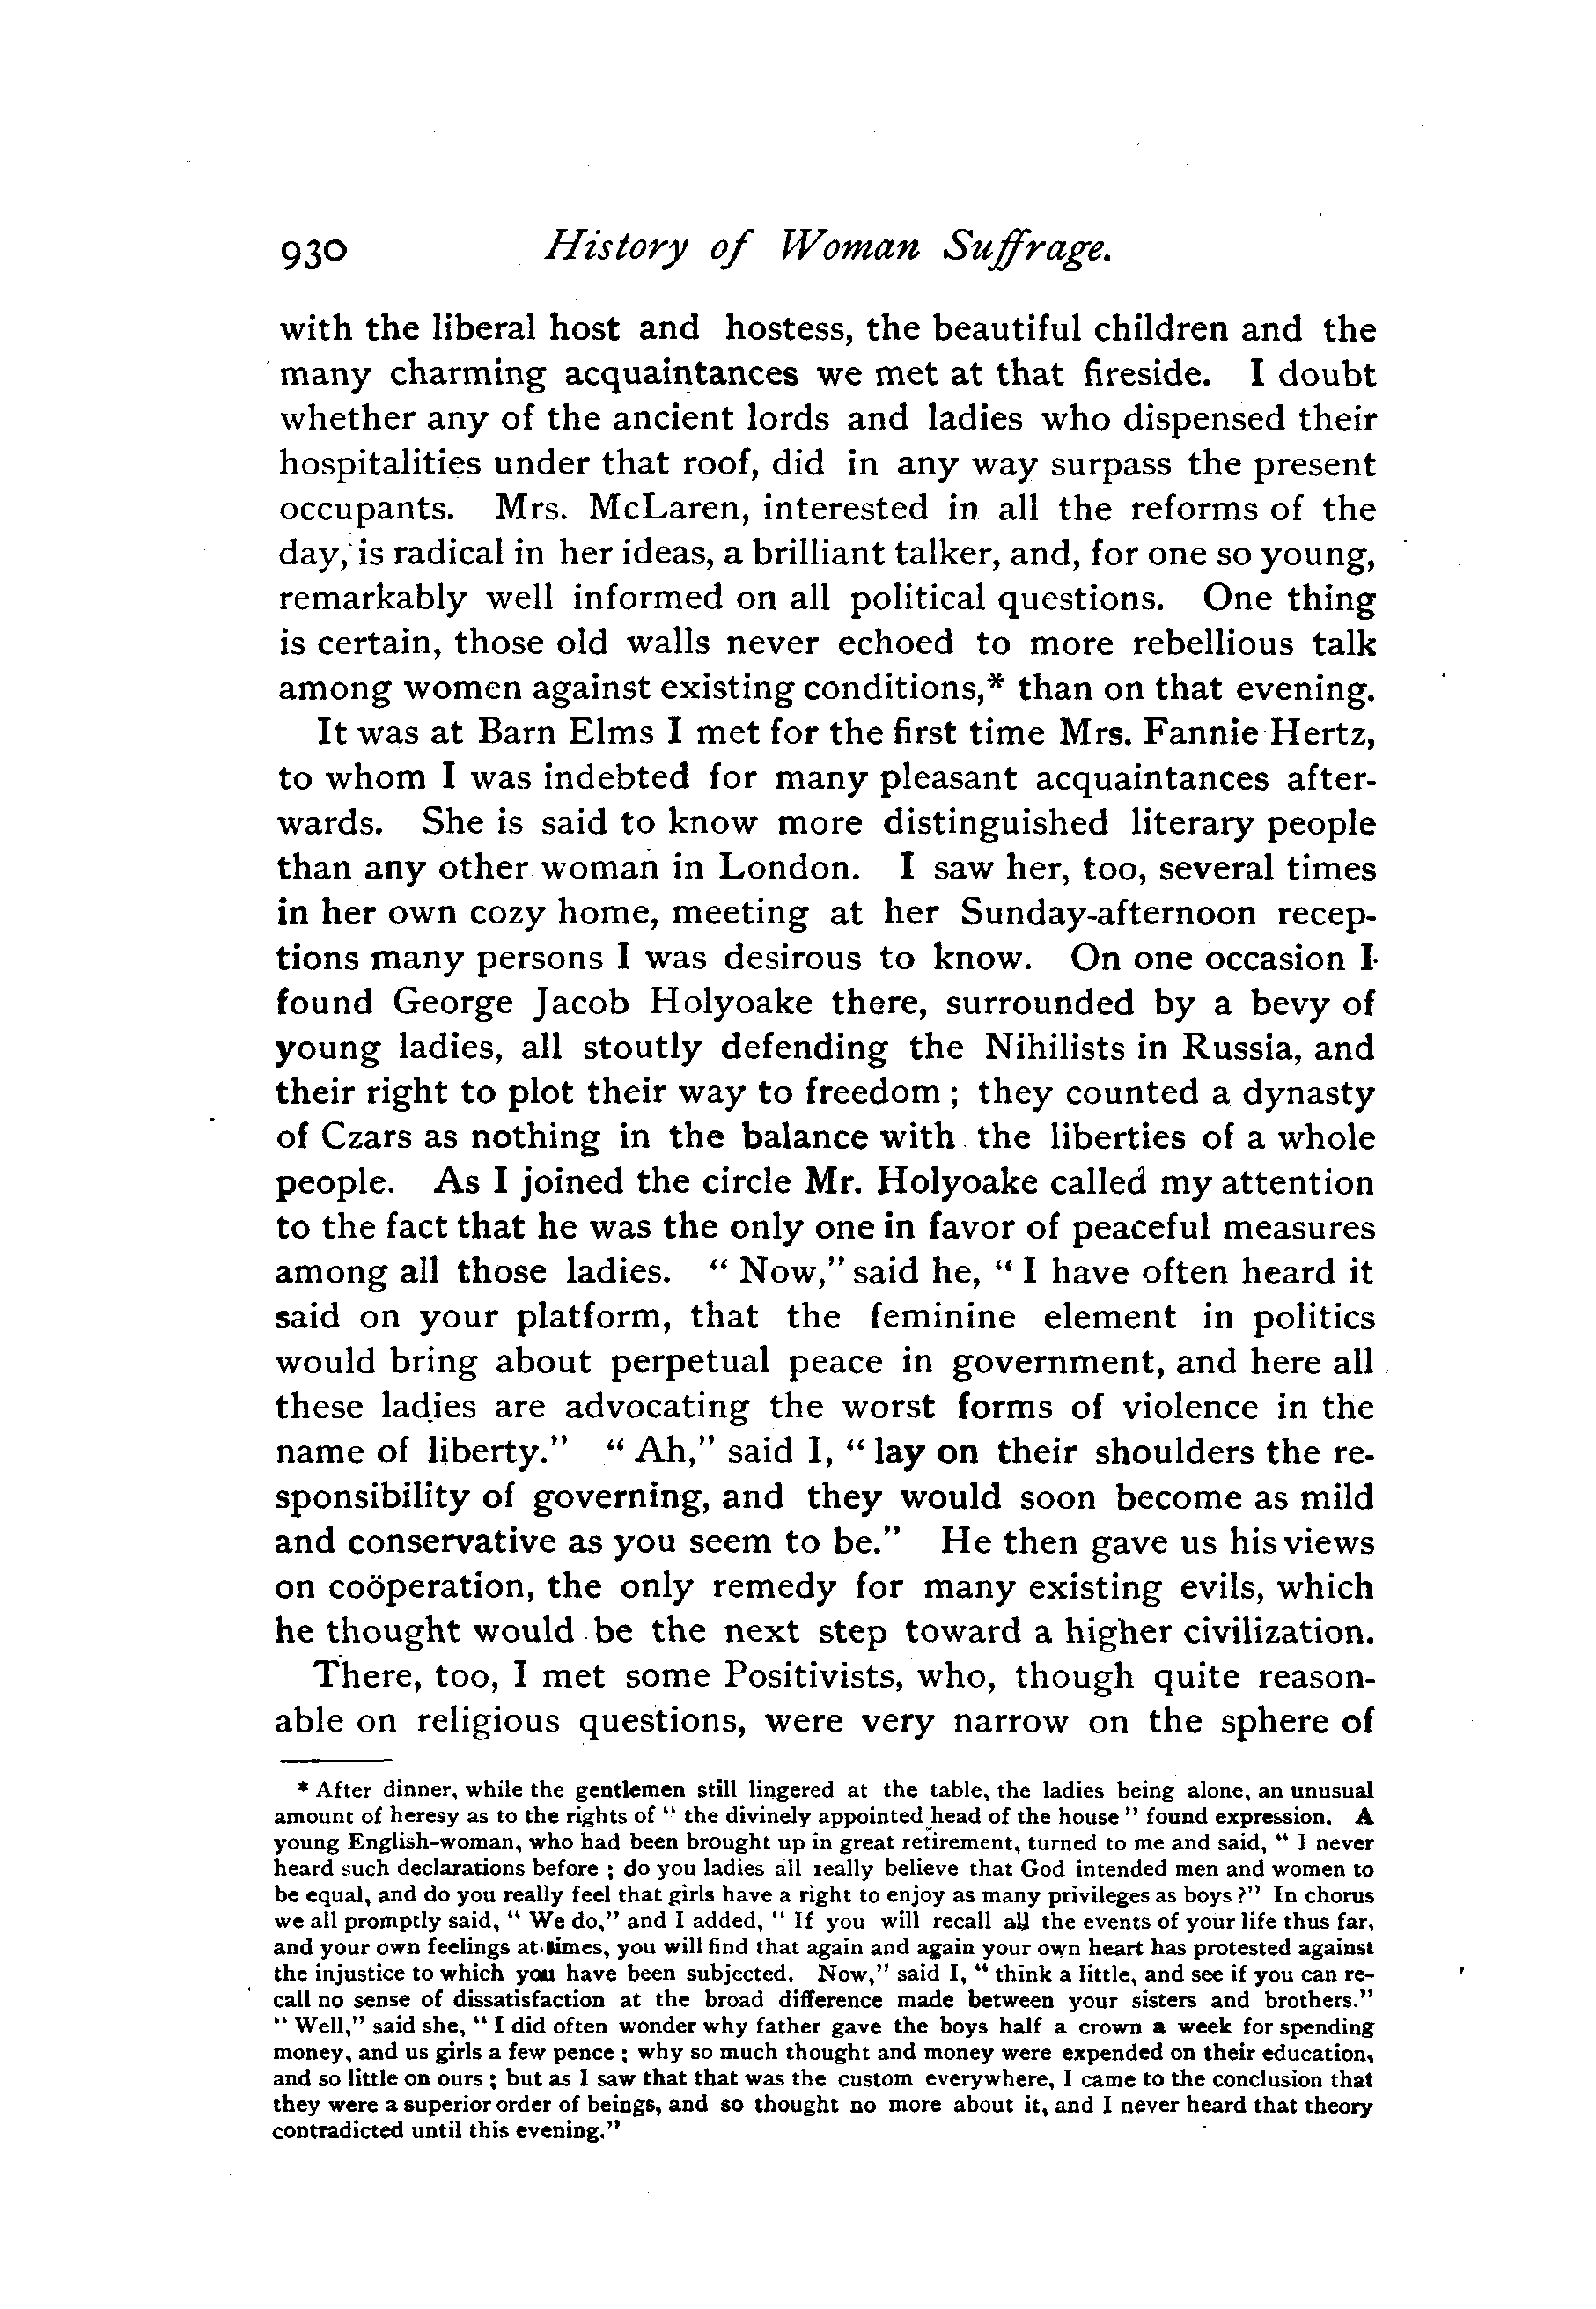 930 History of Woman Suffrage.
with the liberal host and hostess, the beautiful children and the
many charming acquaintances we met at that fireside. I doubt
whether any of the ancient lords and ladies who dispensed their
hospitalities under that roof, did in any way surpass the present
occupants. Mrs. McLaren, interested in all the reforms of the
day, is radical in her ideas, a brilliant talker, and, for one so young,
remarkably well informed on all political questions. One thing
is certain, those old walls never echoed to more rebellious talk
among women against existing conditions,* than on that evening.
It was at Barn Elms I met for the first time Mrs. Fannie Hertz,
to whom I was indebted for many pleasant acquaintances after-
wards. She is said to know more distinguished literary people
than any other woman in London. I saw her, too, several times
in her own cozy home, meeting at her Sunday-afternoon recep-
tions many persons I was desirous to know. On one occasion I
found George Jacob Holyoake there, surrounded by a bevy of
young ladies, all stoutly defending the Nihilists in Russia, and
their right to plot their way to freedom ; they counted a dynasty
of Czars as nothing in the balance with the liberties of a whole
people. As I joined the circle Mr. Holyoake called my attention
to the fact that he was the only one in favor of peaceful measures
among all those ladies. " Now," said he, " I have often heard it
said on your platform, that the feminine element in politics
would bring about perpetual peace in government, and here all
these ladies are advocating the worst forms of violence in the
name of liberty." " Ah," said I, " lay on their shoulders the re-
sponsibility of governing, and they would soon become as mild
and conservative as you seem to be." He then gave us his views
on coöperation, the only remedy for many existing evils, which
he thought would be the next step toward a higher civilization.
There, too, I met some Positivists, who, though quite reason-
able on religious questions, were very narrow on the sphere of
* After dinner, while the gentlemen still lingered at the table, the ladies being alone, an unusual
amount of heresy as to the rights of " the divinely appointed head of the house " found expression. A
young English-woman, who had been brought up in great retirement, turned to me and said, " I never
heard such declarations before ; do you ladies all really believe that God intended men and women to
be equal, and do you really feel that girls have a right to enjoy as many privileges as boys ?" In chorus
we all promptly said, " We do," and I added, " If you will recall all the events of your life thus far,
and your own feelings at times, you will find that again and again your own heart has protested against
the injustice to which you have been subjected. Now," said I, " think a little, and see if you can re-
call no sense of dissatisfaction at the broad difference made between your sisters and brothers."
" Well," said she, " I did often wonder why father gave the boys half a crown a week for spending
money, and us girls a few pence ; why so much thought and money were expended on their education,
and so little on ours ; but as I saw that that was the custom everywhere, I came to the conclusion that
they were a superior order of beings, and so thought no more about it, and I never heard that theory
contradicted until this evening."